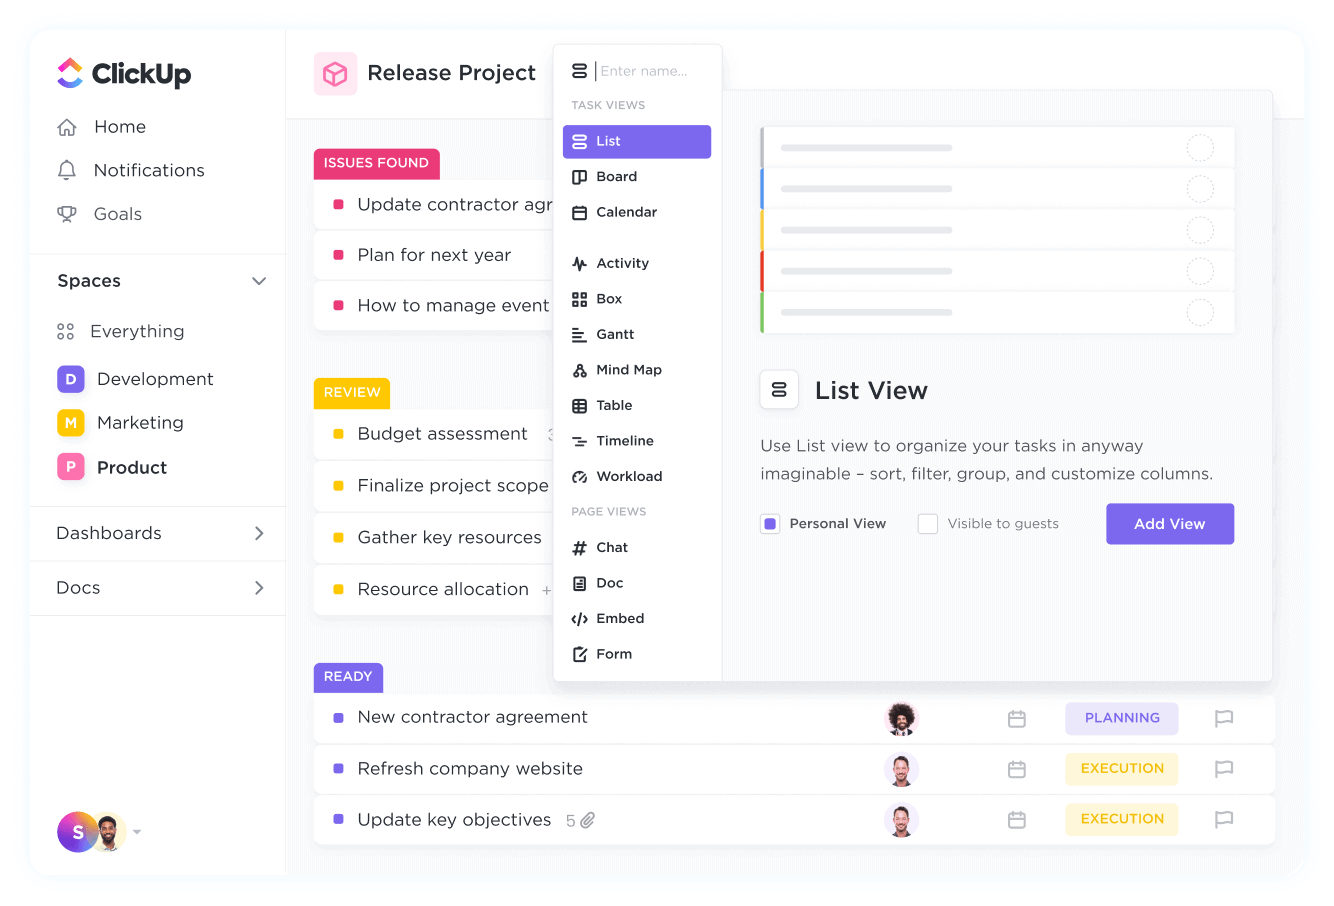 ClickUp
Home
Notifications
Goals
Spaces
Everything
D Development
M Marketing
P Product
Dashboards
Docs
S
Release Project
ISSUES FOUND
Update contractor agr
Plan for next year
How to manage event
REVIEW
Budget assessment
Finalize project scope
Gather key resources
Resource allocation +
READY
New contractor agreement PLANNING
Refresh company website EXECUTION
Update key objectives 5 EXECUTION
Enter name...
TASK VIEWS
List
Board
Calendar
Activity
Box
Gantt
Mind Map
Table
Timeline
Workload
PAGE VIEWS
Chat
Doc
Embed
Form
List View
Use List view to organize your tasks in anyway
imaginable – sort, filter, group, and customize columns.
Personal View Visible to guests Add View